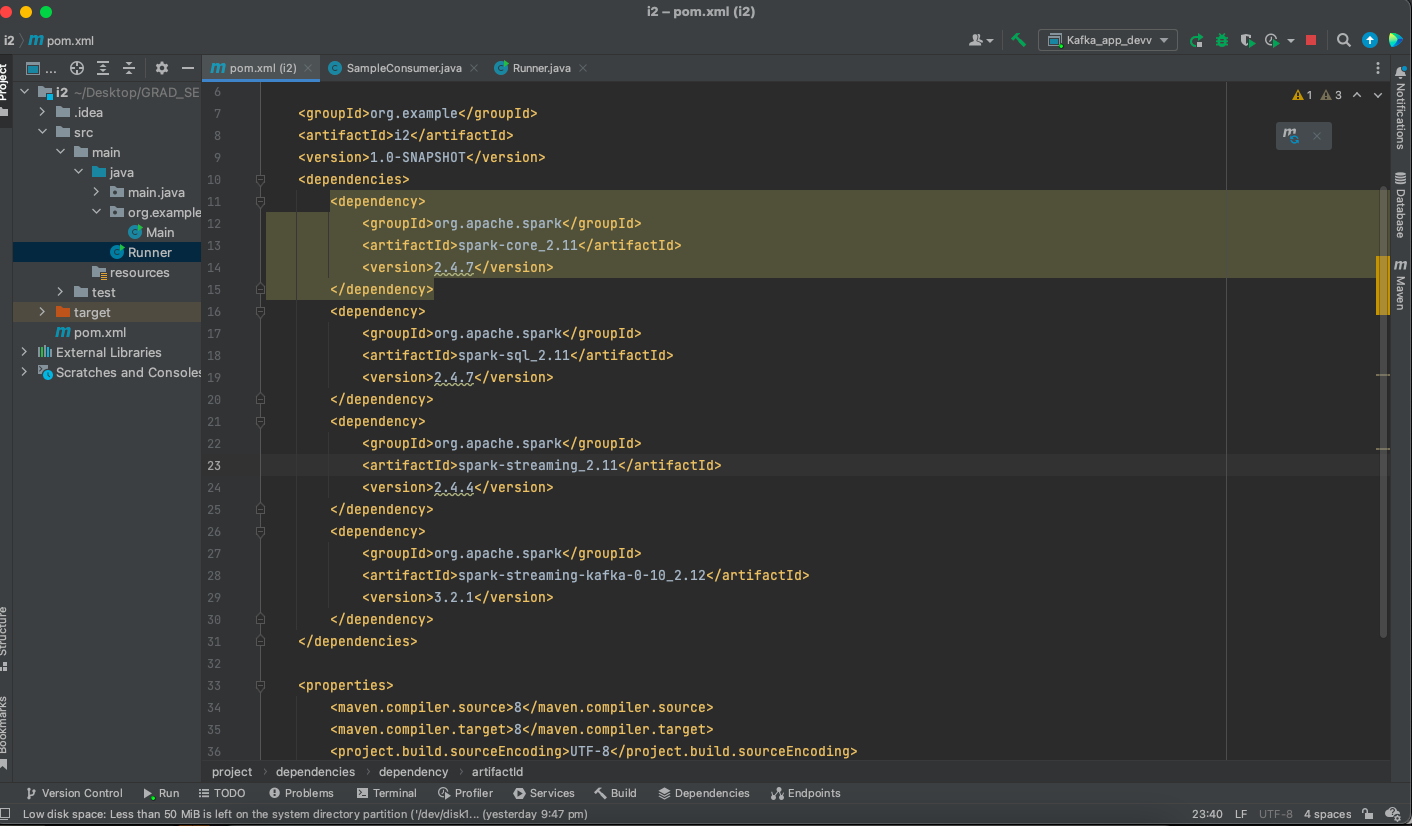 i2 – pom.xml (i2)
i2 pom.xml
Kafka_app_devv
Project
...
pom.xml (i2)
SampleConsumer.java
Runner.java
i2 ~/Desktop/GRAD_SE
.idea
src
main
java
main.java
org.example
Main
Runner
resources
test
target
pom.xml
External Libraries
Scratches and Consoles
1 3
6
7 <groupId>org.example</groupId>
8 <artifactId>i2</artifactId>
9 <version>1.0-SNAPSHOT</version>
10 <dependencies>
11 <dependency>
12 <groupId>org.apache.spark</groupId>
13 <artifactId>spark-core_2.11</artifactId>
14 <version>2.4.7</version>
15 </dependency>
16 <dependency>
17 <groupId>org.apache.spark</groupId>
18 <artifactId>spark-sql_2.11</artifactId>
19 <version>2.4.7</version>
20 </dependency>
21 <dependency>
22 <groupId>org.apache.spark</groupId>
23 <artifactId>spark-streaming_2.11</artifactId>
24 <version>2.4.4</version>
25 </dependency>
26 <dependency>
27 <groupId>org.apache.spark</groupId>
28 <artifactId>spark-streaming-kafka-0-10_2.12</artifactId>
29 <version>3.2.1</version>
30 </dependency>
31 </dependencies>
32
33 <properties>
34 <maven.compiler.source>8</maven.compiler.source>
35 <maven.compiler.target>8</maven.compiler.target>
36 <project.build.sourceEncoding>UTF-8</project.build.sourceEncoding>
Notifications
Database
Maven
Structure
Bookmarks
project dependencies dependency artifactId
Version Control Run TODO Problems Terminal Profiler Services Build Dependencies Endpoints
Low disk space: Less than 50 MiB is left on the system directory partition ('/dev/disk1... (yesterday 9:47 pm)
23:40 LF UTF-8 4 spaces